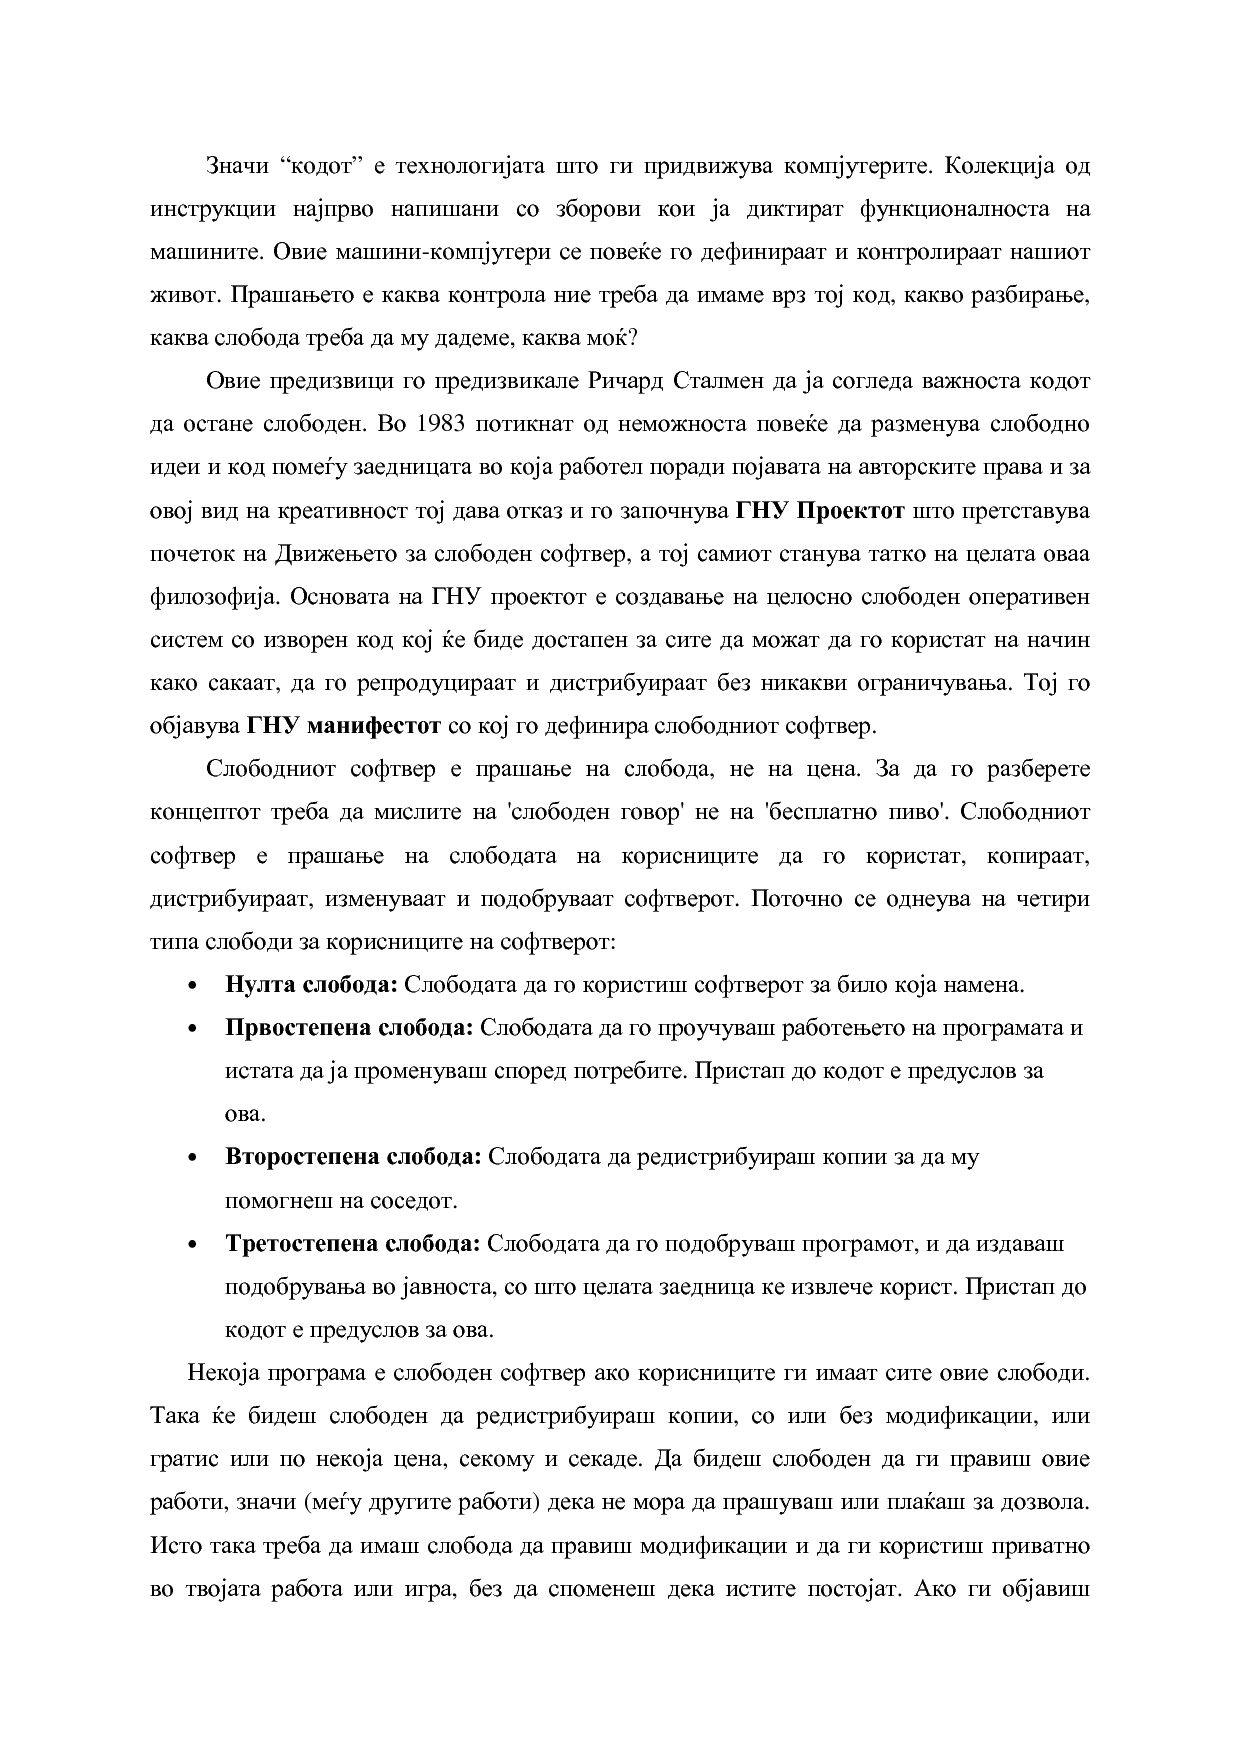 Значи “кодот” е технологијата што ги придвижува компјутерите. Колекција од
инструкции најпрво напишани со зборови кои ја диктират функционалноста на
машините. Овие машини-компјутери се повеќе го дефинираат и контролираат нашиот
живот. Прашањето е каква контрола ние треба да имаме врз тој код, какво разбирање,
каква слобода треба да му дадеме, каква моќ?
Овие предизвици го предизвикале Ричард Сталмен да ја согледа важноста кодот
да остане слободен. Во 1983 потикнат од неможноста повеќе да разменува слободно
идеи и код помеѓу заедницата во која работел поради појавата на авторските права и за
овој вид на креативност тој дава отказ и го започнува ГНУ Проектот што претставува
почеток на Движењето за слободен софтвер, а тој самиот станува татко на целата оваа
филозофија. Основата на ГНУ проектот е создавање на целосно слободен оперативен
систем со изворен код кој ќе биде достапен за сите да можат да го користат на начин
како сакаат, да го репродуцираат и дистрибуираат без никакви ограничувања. Тој го
објавува ГНУ манифестот со кој го дефинира слободниот софтвер.
Слободниот софтвер е прашање на слобода, не на цена. За да го разберете
концептот треба да мислите на 'слободен говор' не на 'бесплатно пиво'. Слободниот
софтвер е прашање на слободата на корисниците да го користат, копираат,
дистрибуираат, изменуваат и подобруваат софтверот. Поточно се однеува на четири
типа слободи за корисниците на софтверот:
• Нулта слобода: Слободата да го користиш софтверот за било која намена.
• Првостепена слобода: Слободата да го проучуваш работењето на програмата и
истата да ја променуваш според потребите. Пристап до кодот е предуслов за
ова.
• Второстепена слобода: Слободата да редистрибуираш копии за да му
помогнеш на соседот.
• Третостепена слобода: Слободата да го подобруваш програмот, и да издаваш
подобрувања во јавноста, со што целата заедница ке извлече корист. Пристап до
кодот е предуслов за ова.
Некоја програма е слободен софтвер ако корисниците ги имаат сите овие слободи.
Така ќе бидеш слободен да редистрибуираш копии, со или без модификации, или
гратис или по некоја цена, секому и секаде. Да бидеш слободен да ги правиш овие
работи, значи (меѓу другите работи) дека не мора да прашуваш или плаќаш за дозвола.
Исто така треба да имаш слобода да правиш модификации и да ги користиш приватно
во твојата работа или игра, без да споменеш дека истите постојат. Ако ги објавиш